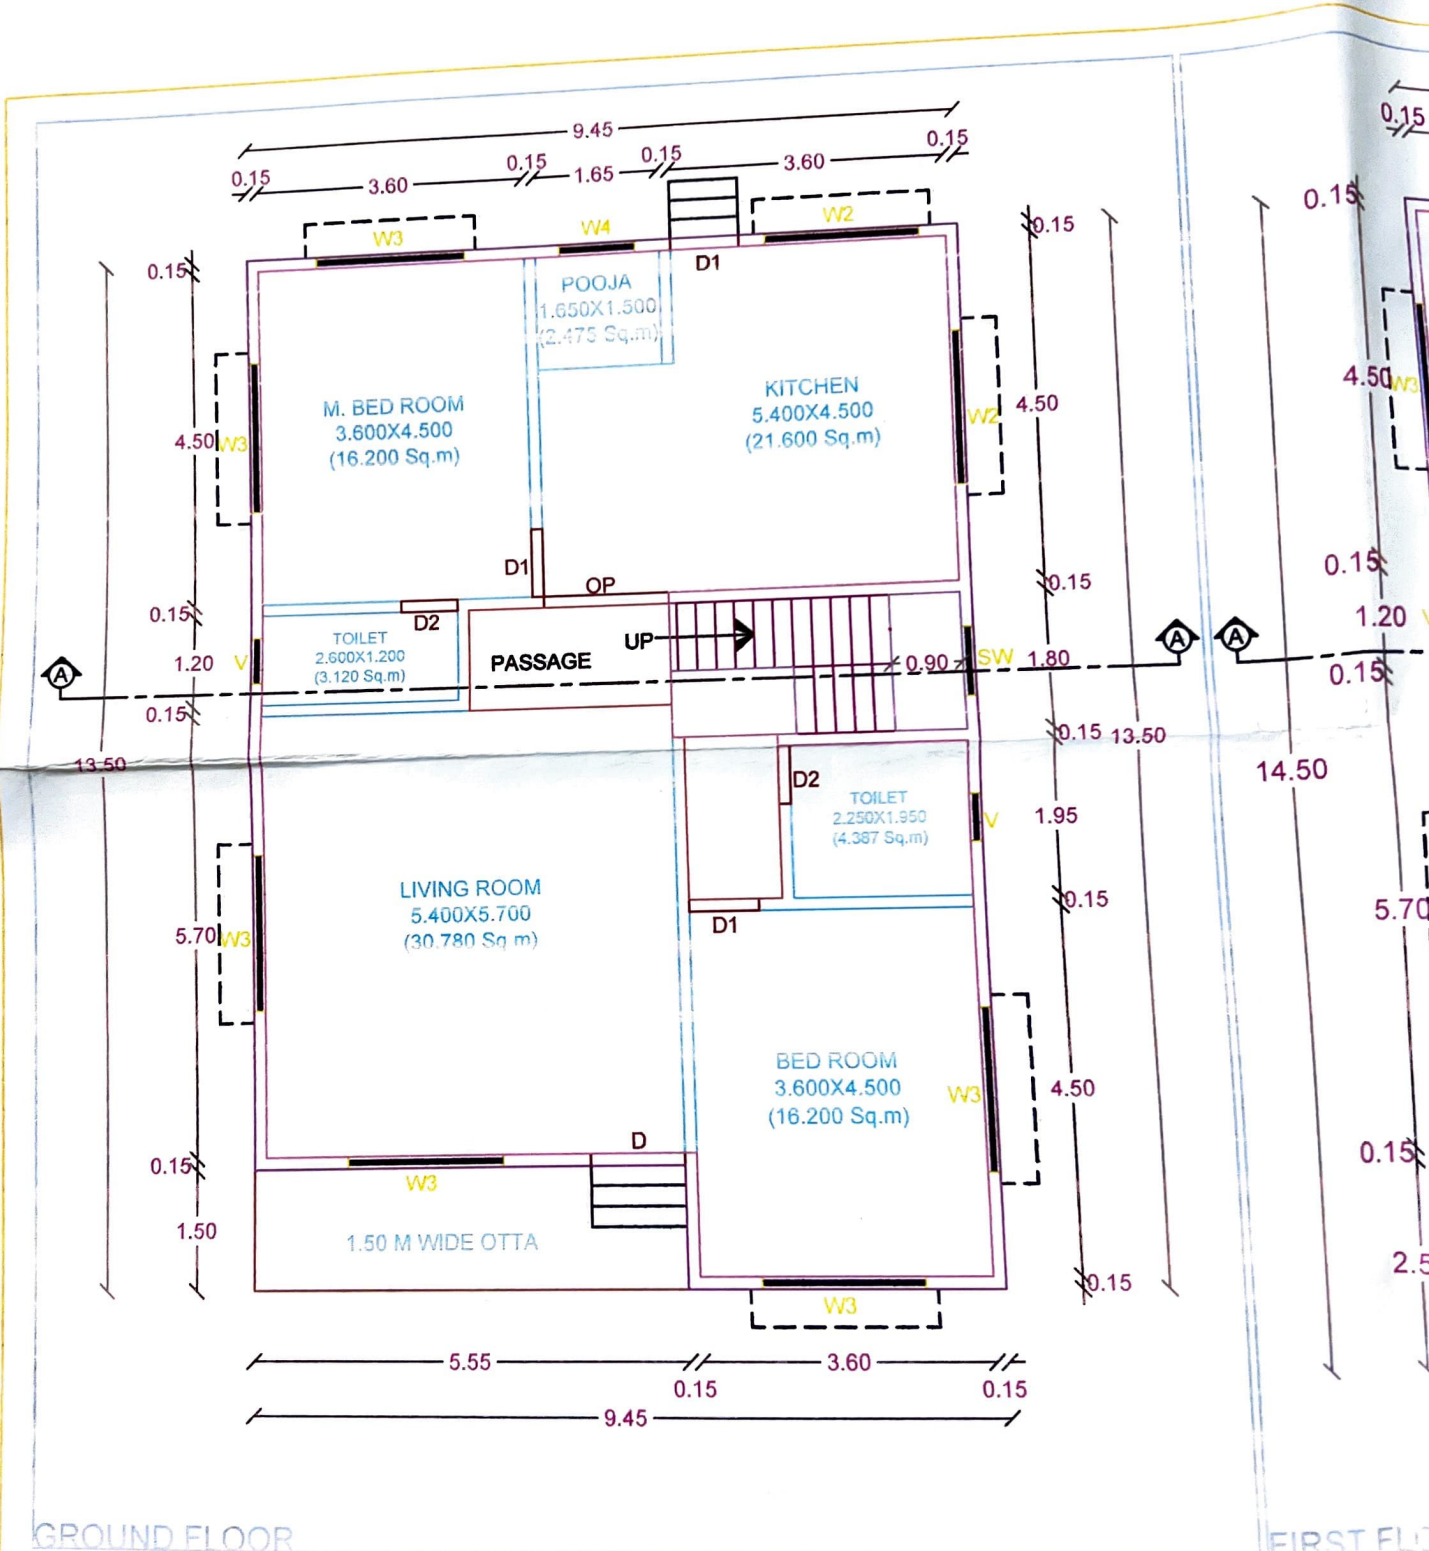 9.45
0.15
3.60
0.15
1.65
0.15
3.60
0.15
W3
W4
W2
D1
0.15
0.15
0.15
0.15
POOJA
1.650X1.500
(2.475 Sq.m)
M. BED ROOM
3.600X4.500
(16.200 Sq.m)
KITCHEN
5.400X4.500
(21.600 Sq.m)
4.50
W3
W2
4.50
4.50
W3
D1
OP
0.15
0.15
0.15
D2
TOILET
2.600X1.200
(3.120 Sq.m)
PASSAGE
UP
0.90
SW
1.80
1.20
V
1.20
A
A
A
0.15
0.15
0.15
13.50
13.50
14.50
D2
TOILET
2.250X1.950
(4.387 Sq.m)
V
1.95
0.15
D1
LIVING ROOM
5.400X5.700
(30.780 Sq m)
5.70
W3
5.70
BED ROOM
3.600X4.500
(16.200 Sq.m)
W3
4.50
D
0.15
0.15
W3
1.50
1.50 M WIDE OTTA
0.15
W3
5.55
3.60
0.15
0.15
9.45
GROUND FLOOR